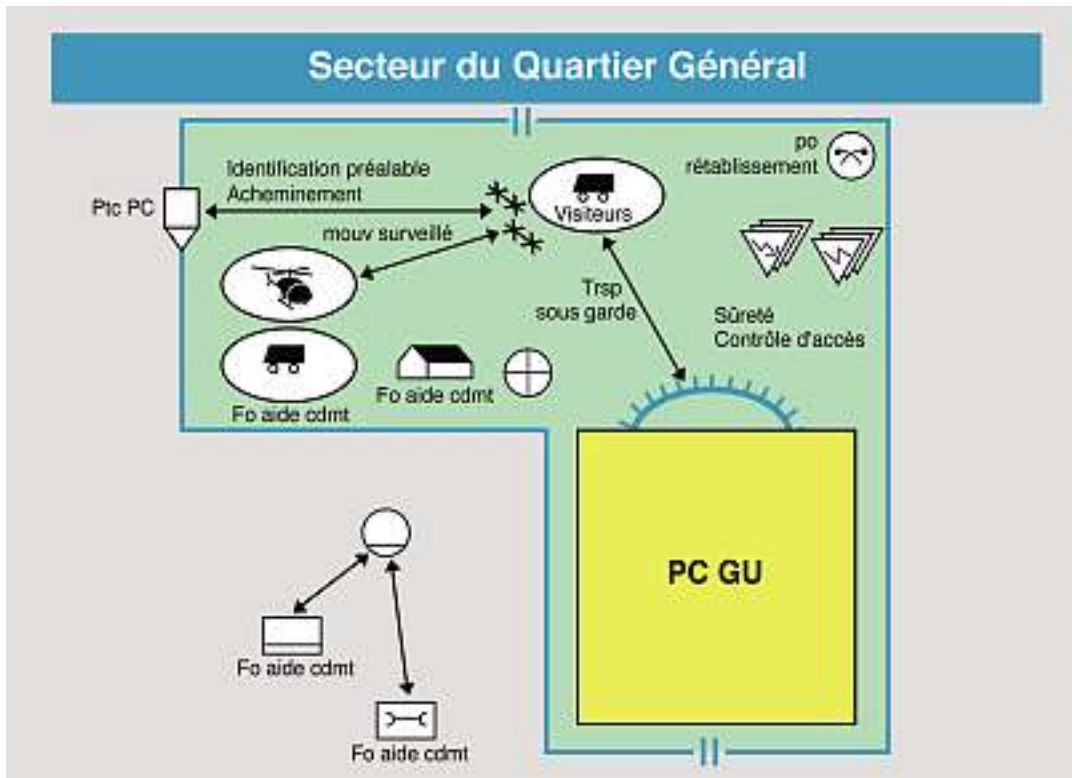 Secteur du Quartier Général
po
rétablissement
Identification préalable
Acheminement
Ptc PC
Visiteurs
mouv surveillé
Trsp
sous garde
Sûreté
Contrôle d'accès
Fo aide cdmt
Fo aide cdmt
PC GU
Fo aide cdmt
Fo aide cdmt